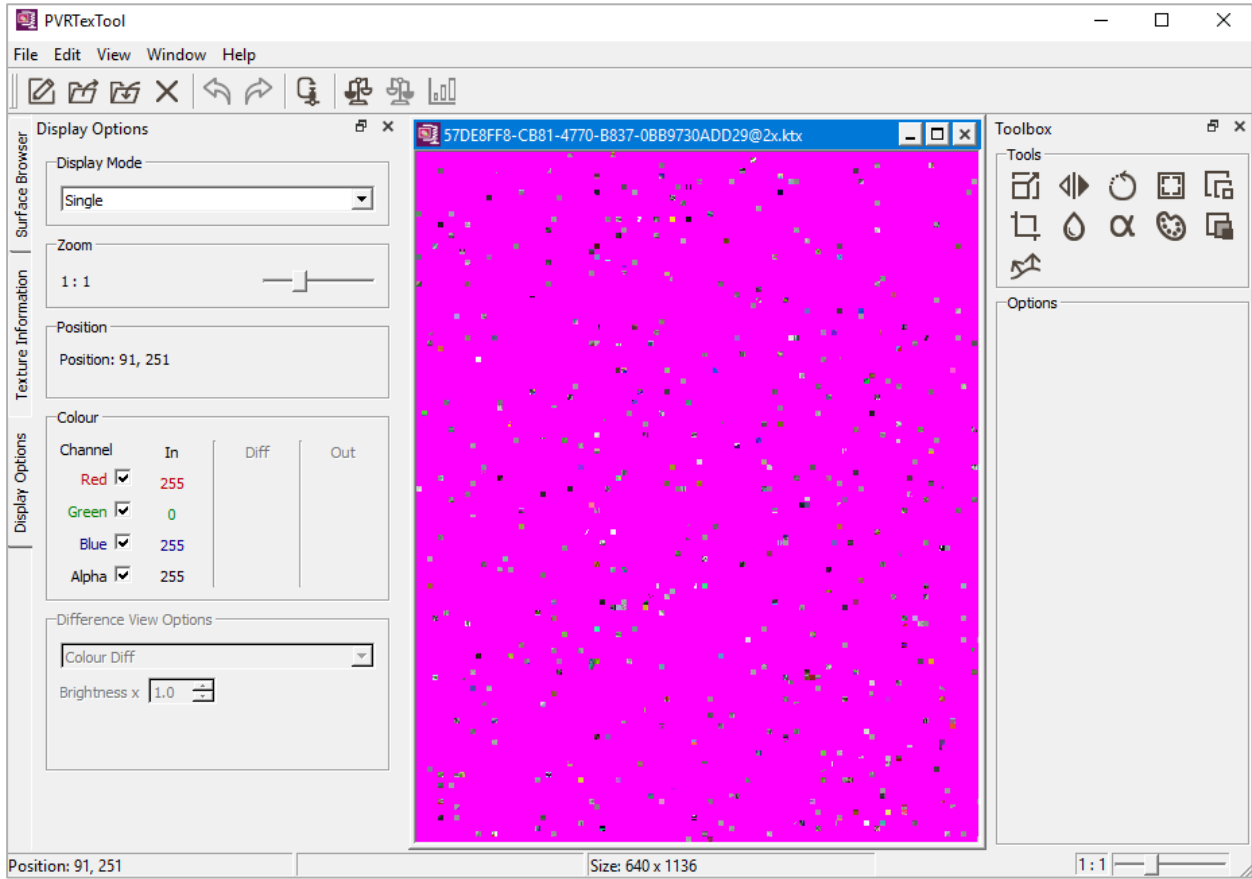 PVRTexTool
File Edit View Window Help
Surface Browser
Texture Information
Display Options
Display Options
Display Mode
Single
Zoom
1 : 1
Position
Position: 91, 251
Colour
Channel In Diff Out
Red 255
Green 0
Blue 255
Alpha 255
Difference View Options
Colour Diff
Brightness x 1.0
57DE8FF8-CB81-4770-B837-0BB9730ADD29@2x.ktx
Toolbox
Tools
α
Options
Position: 91, 251
Size: 640 x 1136
1 : 1